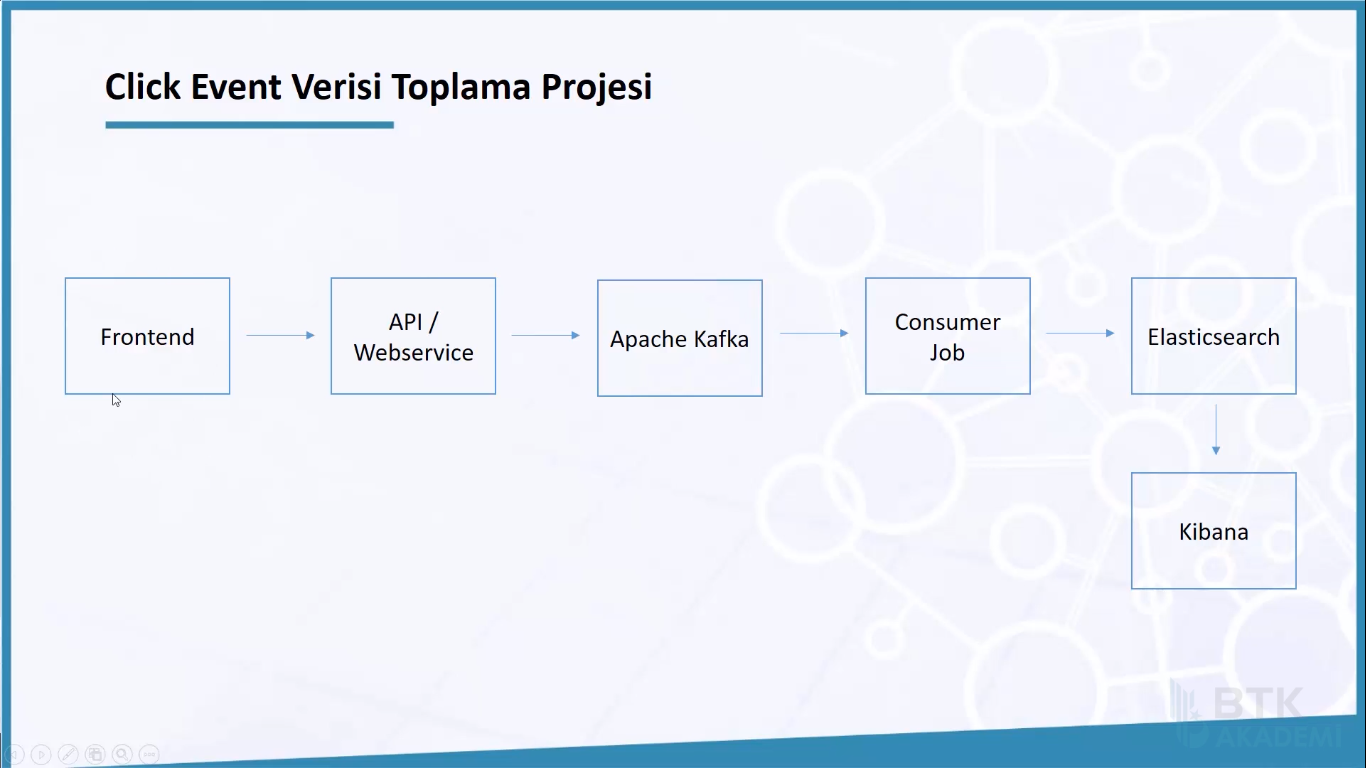 Click Event Verisi Toplama Projesi
Frontend
API /
Webservice
Apache Kafka
Consumer
Job
Elasticsearch
Kibana
BTK
AKADEMİ